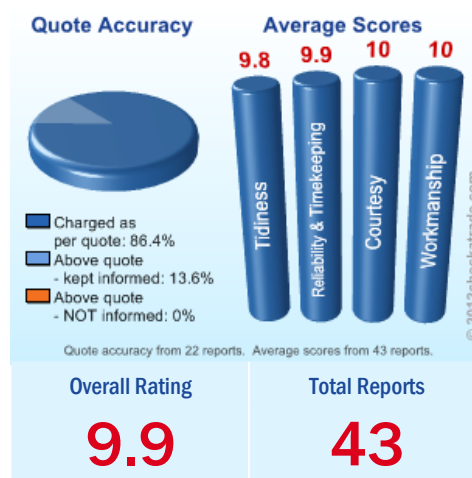 Quote Accuracy
Average Scores
9.8
9.9
10
10
Tidiness
Reliability & Timekeeping
Courtesy
Workmanship
Charged as
per quote: 86.4%
Above quote
- kept informed: 13.6%
Above quote
- NOT informed: 0%
© 2013checkatrade.com
Quote accuracy from 22 reports. Average scores from 43 reports.
Overall Rating
Total Reports
9.9
43